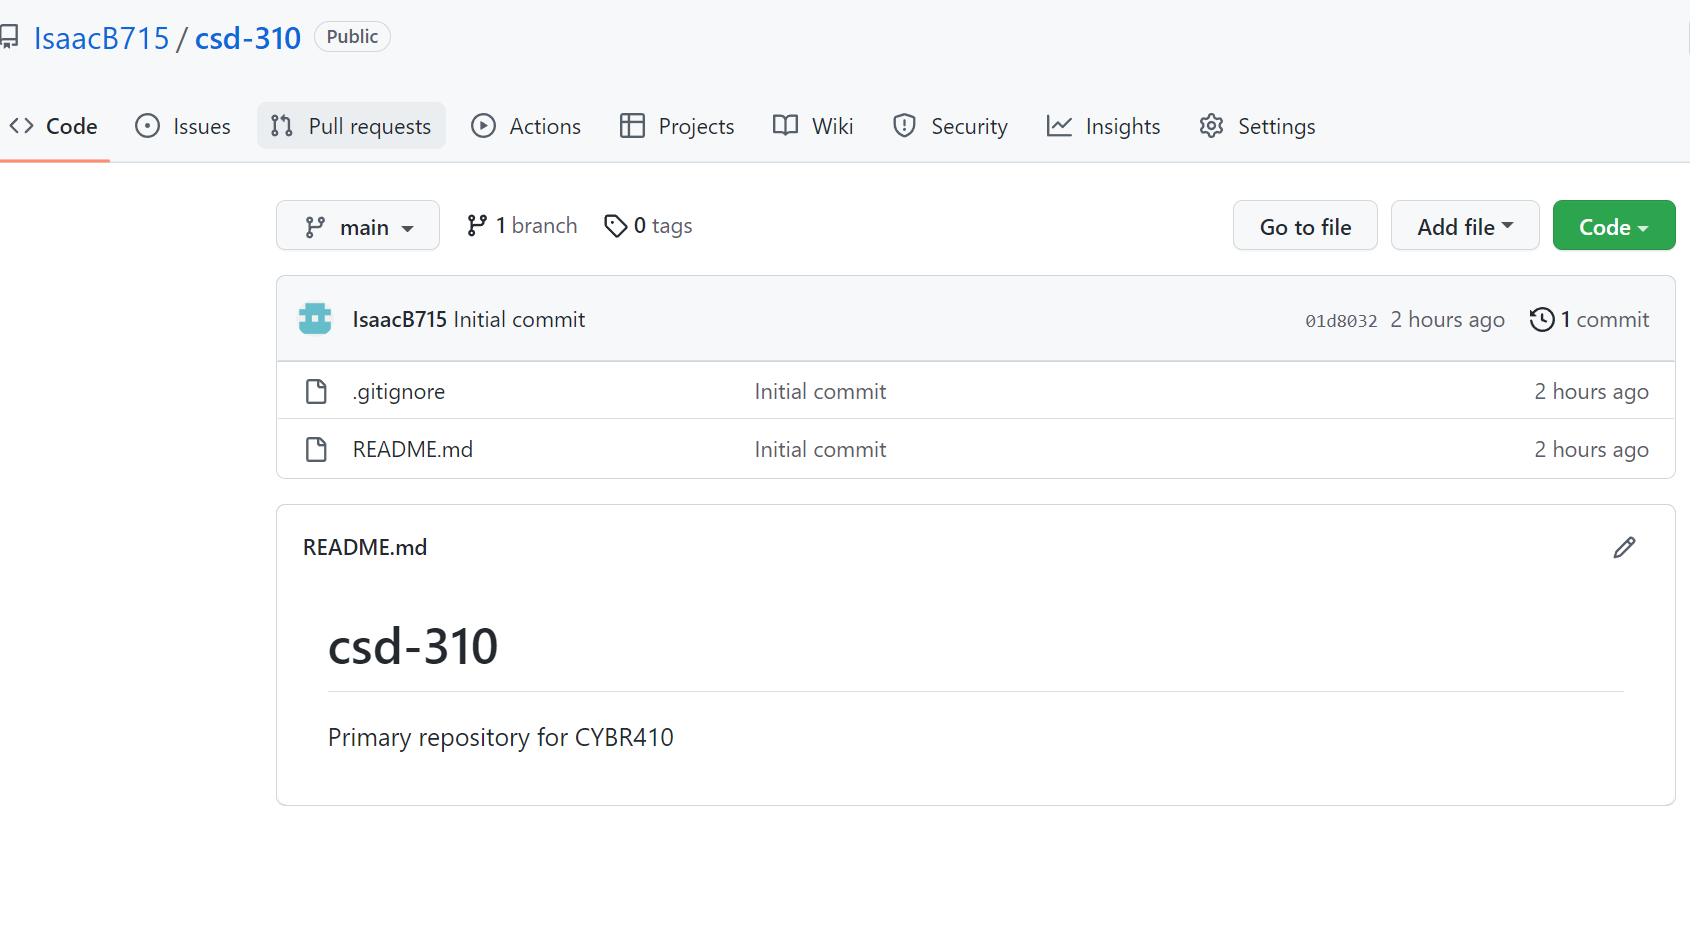 IsaacB715 / csd-310 Public
Code Issues Pull requests Actions Projects Wiki Security Insights Settings
main 1 branch 0 tags Go to file Add file Code
IsaacB715 Initial commit 01d8032 2 hours ago 1 commit
.gitignore Initial commit 2 hours ago
README.md Initial commit 2 hours ago
README.md
csd-310
Primary repository for CYBR410